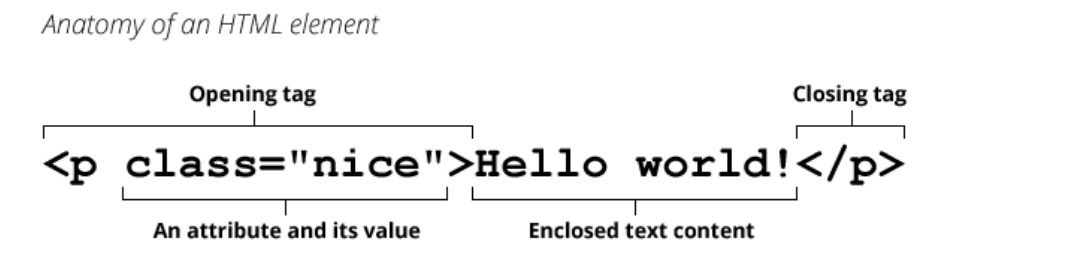 Anatomy of an HTML element
Opening tag Closing tag
<p class="nice">Hello world!</p>
An attribute and its value Enclosed text content